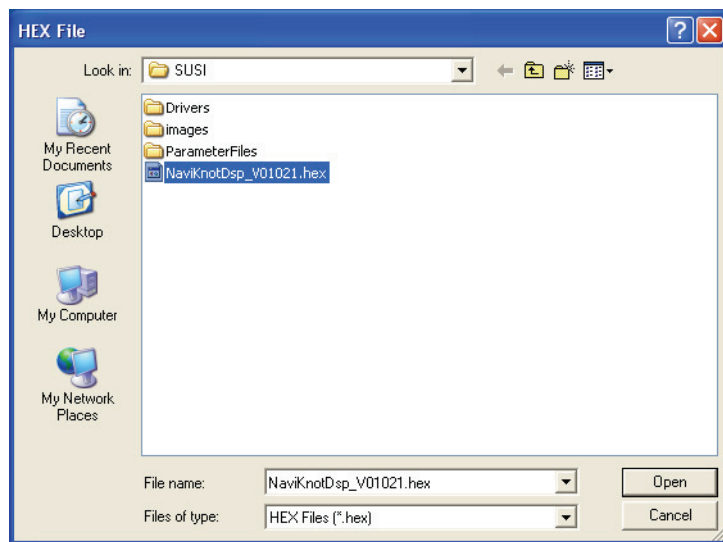 HEX File
Look in: SUSI
My Recent
Documents
Desktop
My Computer
My Network
Places
Drivers
images
ParameterFiles
NaviKnotDsp_V01021.hex
File name: NaviKnotDsp_V01021.hex Open
Files of type: HEX Files (*.hex) Cancel